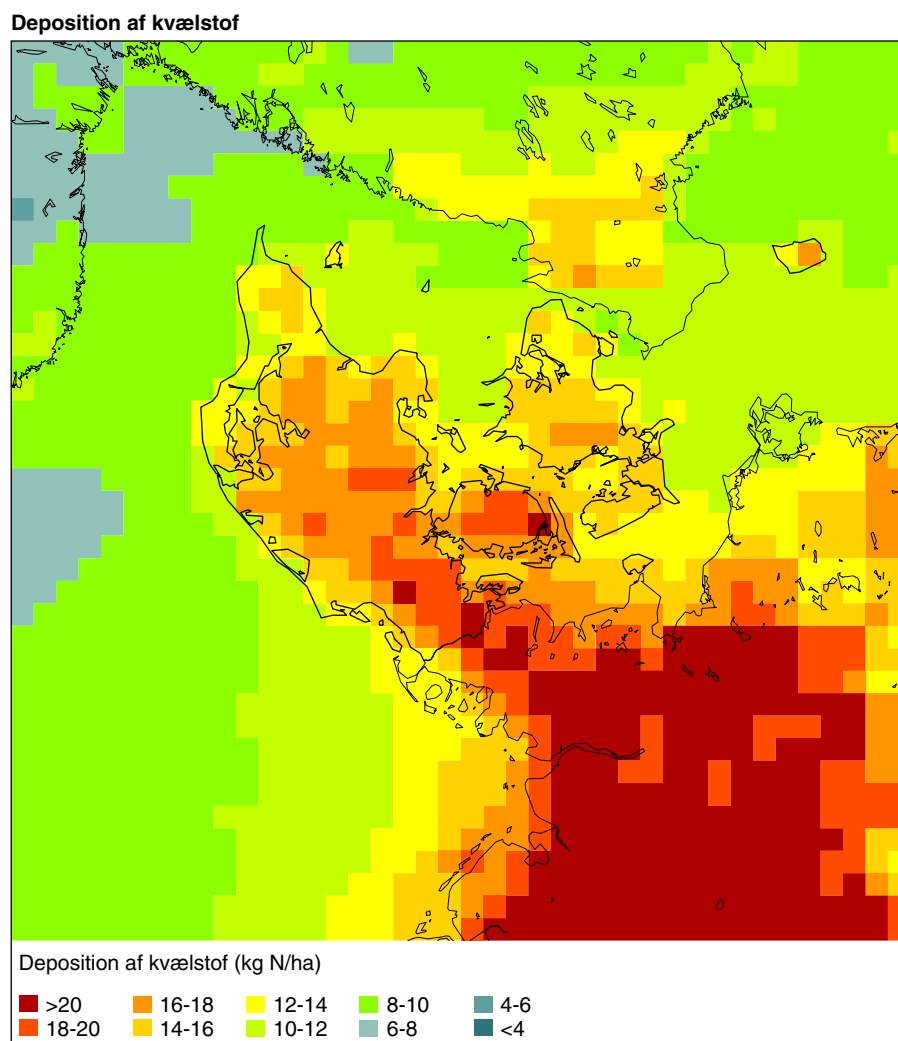 Deposition af kvælstof
Deposition af kvælstof (kg N/ha)
>20 16-18 12-14 8-10 4-6
18-20 14-16 10-12 6-8 <4